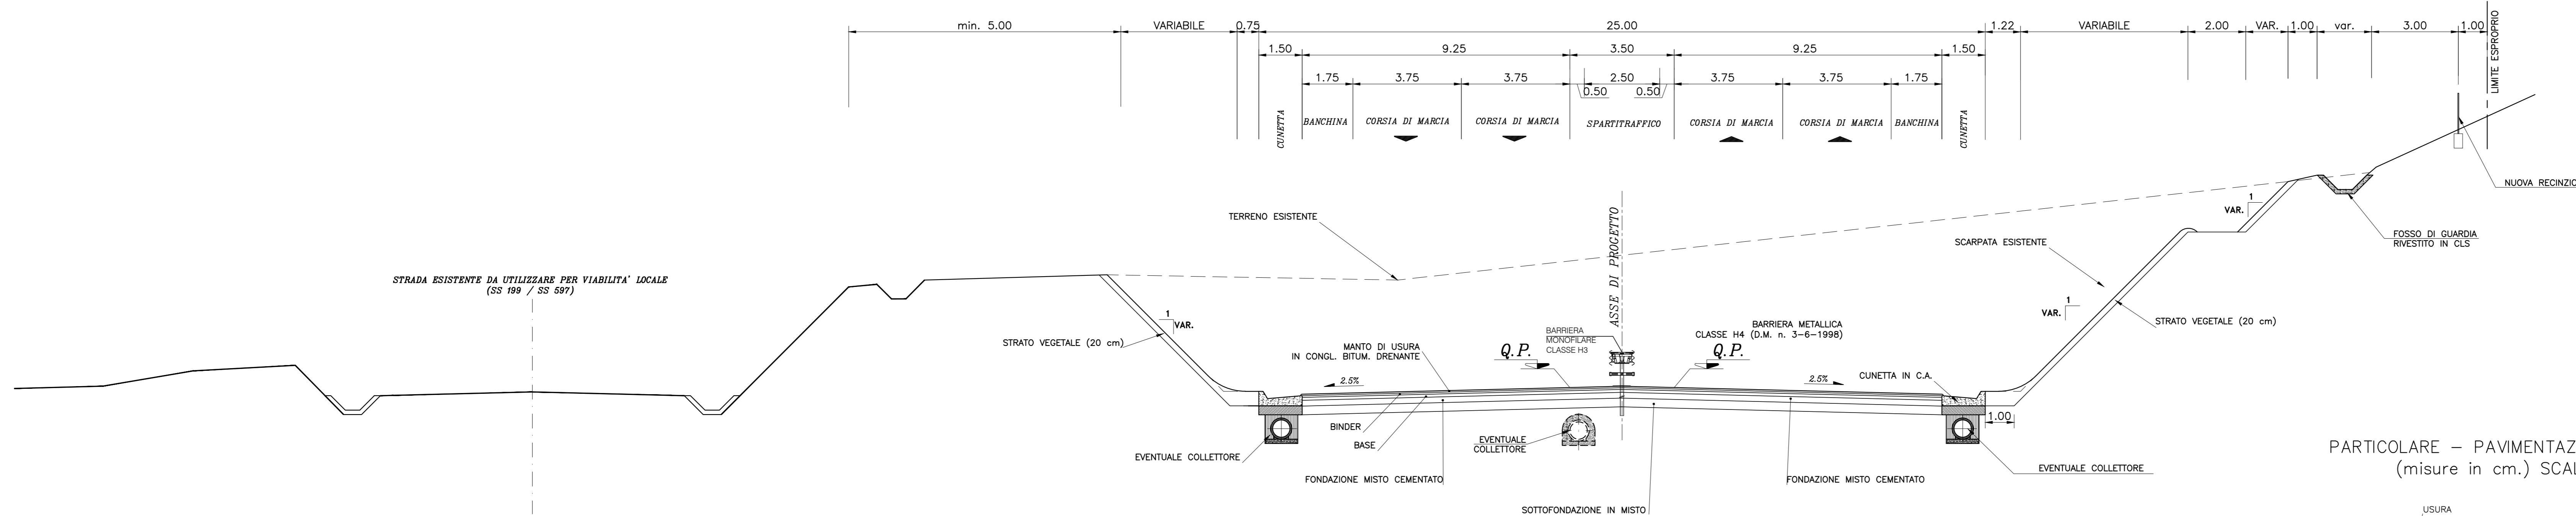 min. 5.00
VARIABILE
0.75
25.00
1.22
VARIABILE
2.00
VAR.
1.00
var.
3.00
1.00
LIMITE ESPROPRIO
1.50
9.25
3.50
9.25
1.50
1.75
3.75
3.75
2.50
3.75
3.75
1.75
0.50
0.50
CUNETTA
BANCHINA
CORSIA DI MARCIA
CORSIA DI MARCIA
SPARTITRAFFICO
CORSIA DI MARCIA
CORSIA DI MARCIA
BANCHINA
CUNETTA
NUOVA RECINZIO
TERRENO ESISTENTE
ASSE DI PROGETTO
1
VAR.
FOSSO DI GUARDIA
RIVESTITO IN CLS
SCARPATA ESISTENTE
STRADA ESISTENTE DA UTILIZZARE PER VIABILITA' LOCALE
(SS 199 / SS 597)
1
VAR.
1
VAR.
STRATO VEGETALE (20 cm)
STRATO VEGETALE (20 cm)
BARRIERA
MONOFILARE
CLASSE H3
BARRIERA METALLICA
CLASSE H4 (D.M. n. 3-6-1998)
MANTO DI USURA
IN CONGL. BITUM. DRENANTE
Q.P.
Q.P.
2.5%
2.5%
CUNETTA IN C.A.
1.00
BINDER
BASE
EVENTUALE
COLLETTORE
EVENTUALE COLLETTORE
EVENTUALE COLLETTORE
FONDAZIONE MISTO CEMENTATO
FONDAZIONE MISTO CEMENTATO
SOTTOFONDAZIONE IN MISTO
PARTICOLARE - PAVIMENTAZ
(misure in cm.) SCAL
USURA